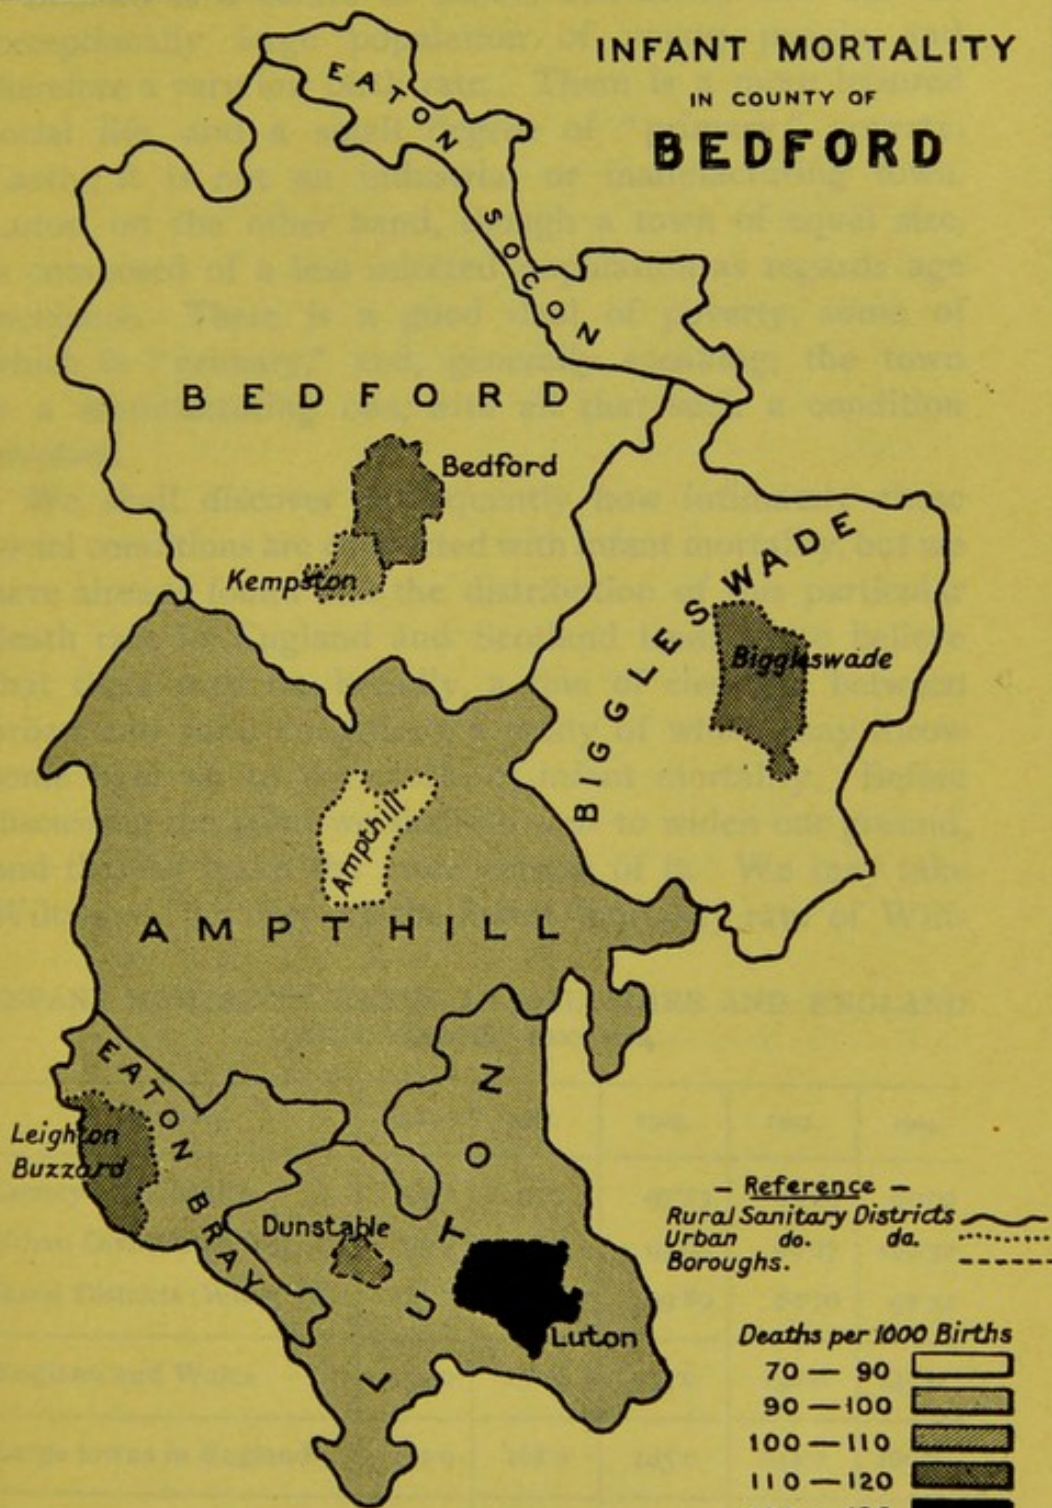 INFANT MORTALITY
IN COUNTY OF
BEDFORD
EATON SOCON
BEDFORD
Bedford
Kempston
BIGGLESWADE
Biggleswade
Ampthill
AMPTHILL
EATON BRAY
Leighton
Buzzard
Dunstable
LUTON
Luton
— Reference —
Rural Sanitary Districts
Urban do. da.
Boroughs.
Deaths per 1000 Births
70 — 90
90 — 100
100 — 110
110 — 120